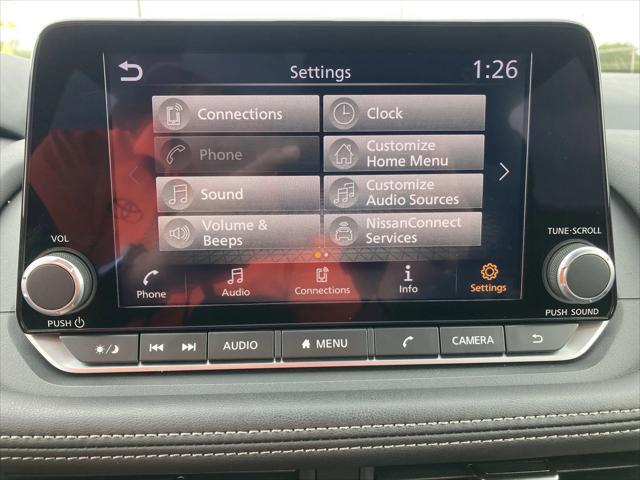 Settings
1:26
Connections
Clock
Phone
Customize
Home Menu
Sound
Customize
Audio Sources
Volume &
Beeps
NissanConnect
Services
VOL
TUNE·SCROLL
PUSH
PUSH SOUND
Phone
Audio
Connections
Info
Settings
AUDIO
MENU
CAMERA